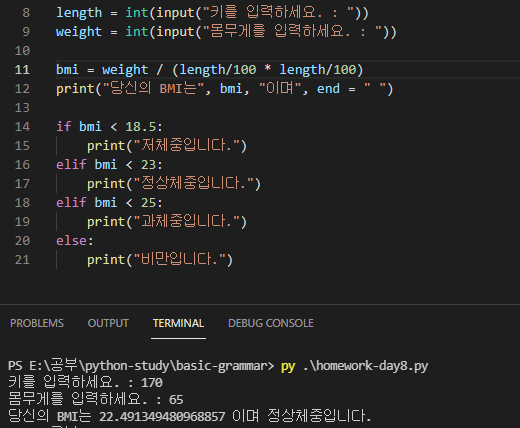 8 length = int(input("키를 입력하세요. : "))
9 weight = int(input("몸무게를 입력하세요. : "))
10
11 bmi = weight / (length/100 * length/100)
12 print("당신의 BMI는", bmi, "이며", end = " ")
13
14 if bmi < 18.5:
15     print("저체중입니다.")
16 elif bmi < 23:
17     print("정상체중입니다.")
18 elif bmi < 25:
19     print("과체중입니다.")
20 else:
21     print("비만입니다.")
PROBLEMS OUTPUT TERMINAL DEBUG CONSOLE
PS E:\공부\python-study\basic-grammar> py .\homework-day8.py
키를 입력하세요. : 170
몸무게를 입력하세요. : 65
당신의 BMI는 22.491349480968857 이며 정상체중입니다.